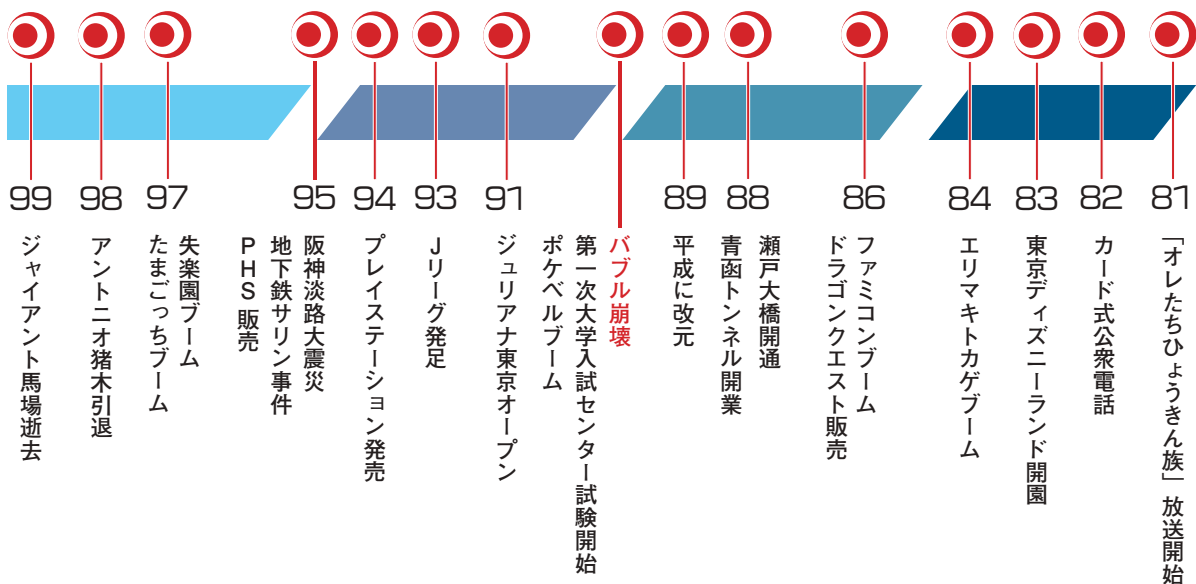 81
「オレたちひょうきん族」放送開始
82
カード式公衆電話
83
東京ディズニーランド開園
84
エリマキトカゲブーム
86
ファミコンブーム
ドラゴンクエスト販売
88
瀬戸大橋開通
青函トンネル開業
89
平成に改元
バブル崩壊
第一次大学入試センター試験開始
ポケベルブーム
91
ジュリアナ東京オープン
93
Jリーグ発足
94
プレイステーション発売
95
阪神淡路大震災
地下鉄サリン事件
PHS販売
97
失楽園ブーム
たまごっちブーム
98
アントニオ猪木引退
99
ジャイアント馬場逝去